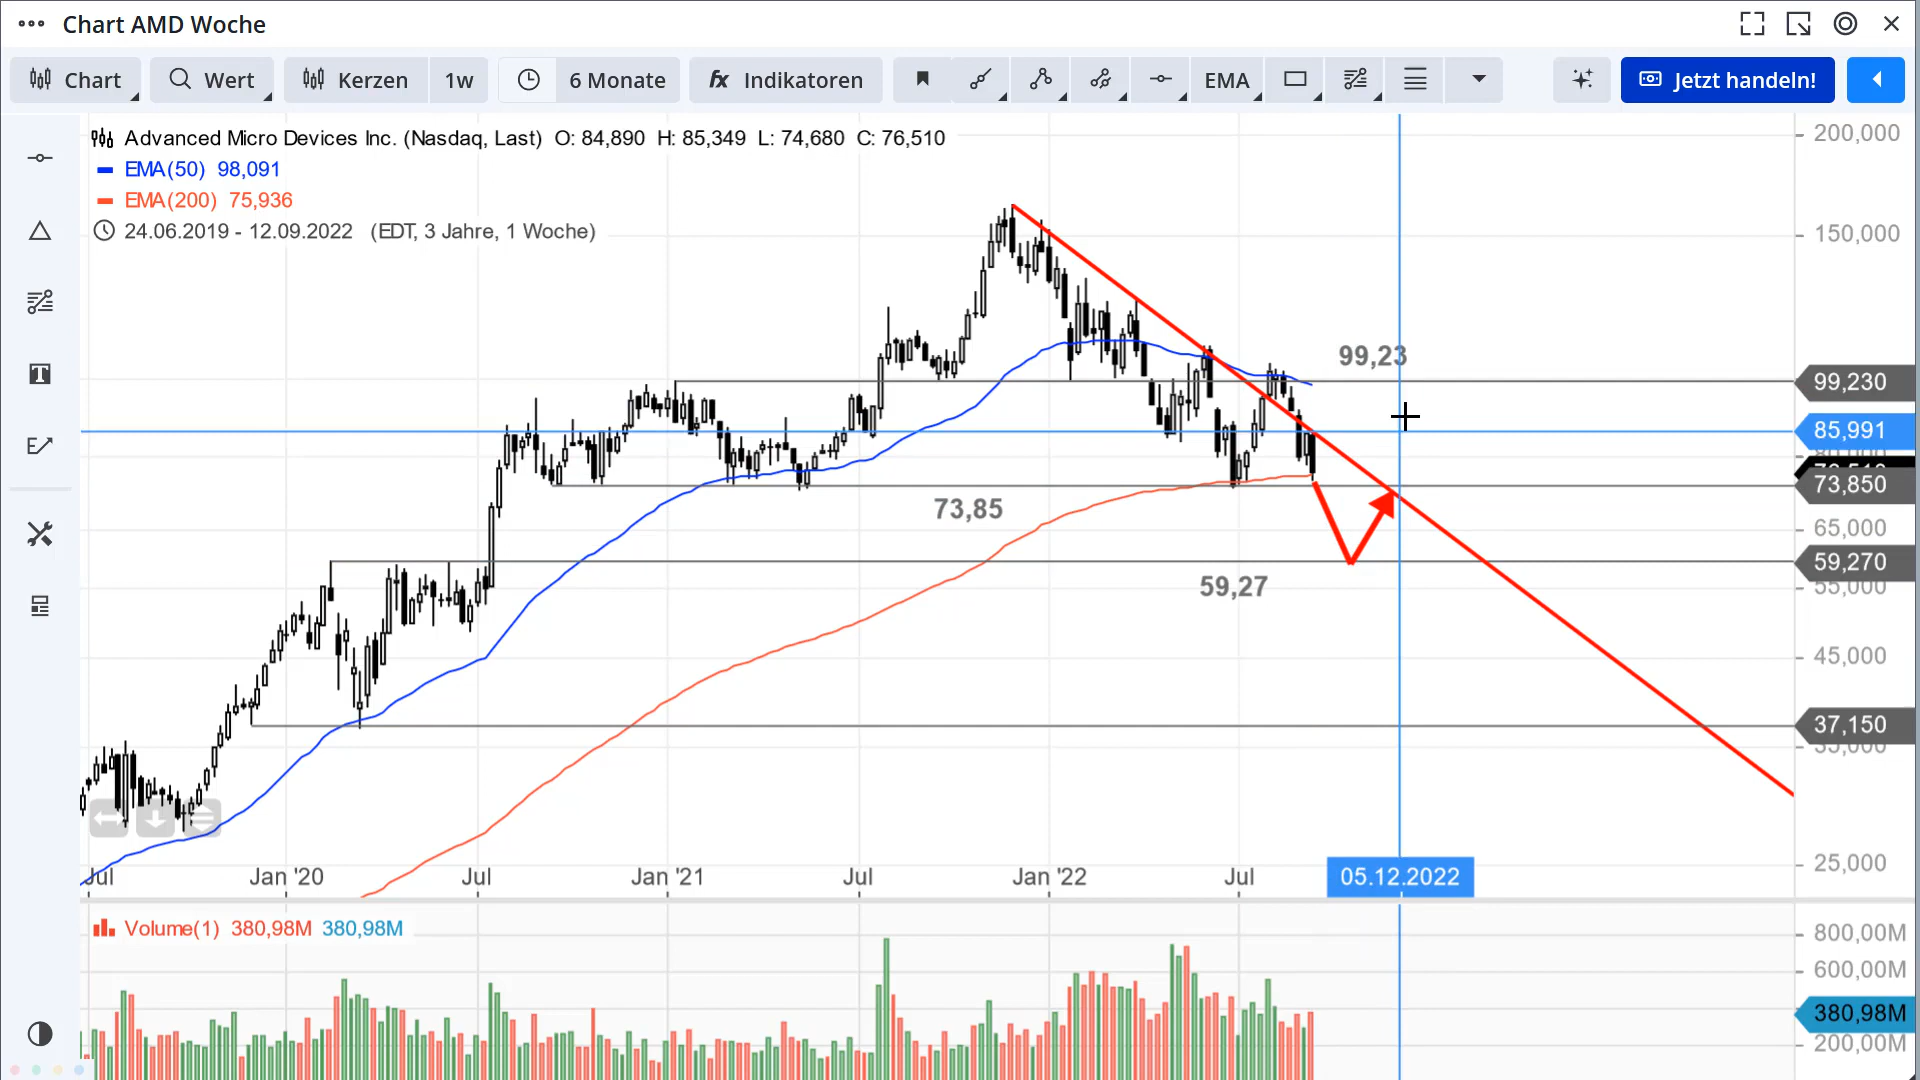 Chart AMD Woche
Chart Wert Kerzen 1w 6 Monate fx Indikatoren EMA Jetzt handeln!
Advanced Micro Devices Inc. (Nasdaq, Last) O: 84,890 H: 85,349 L: 74,680 C: 76,510
EMA(50) 98,091
EMA(200) 75,936
24.06.2019 - 12.09.2022 (EDT, 3 Jahre, 1 Woche)
200,000
150,000
99,23
99,230
85,991
73,850
73,85
65,000
59,270
59,27
55,000
45,000
37,150
35,000
25,000
Jul Jan '20 Jul Jan '21 Jul Jan '22 Jul 05.12.2022
Volume(1) 380,98M 380,98M
800,00M
600,00M
380,98M
200,00M